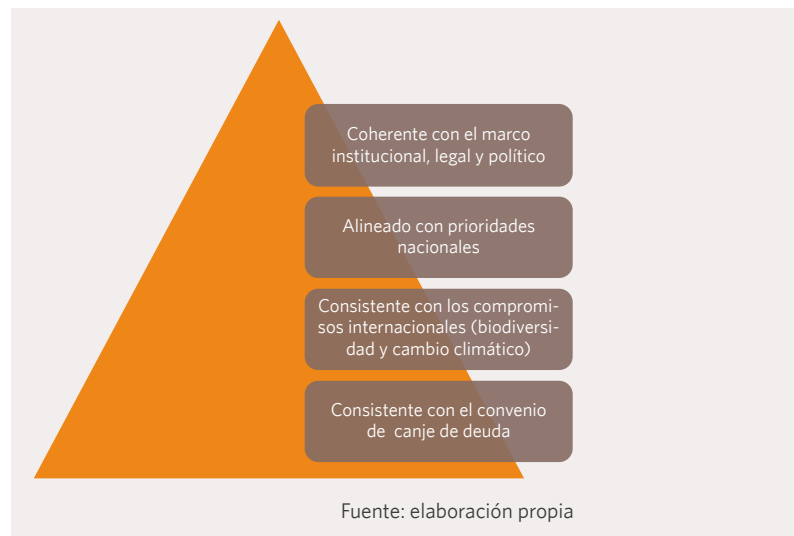 Coherente con el marco
institucional, legal y político
Alineado con prioridades
nacionales
Consistente con los compromi-
sos internacionales (biodiversi-
dad y cambio climático)
Consistente con el convenio
de canje de deuda
Fuente: elaboración propia